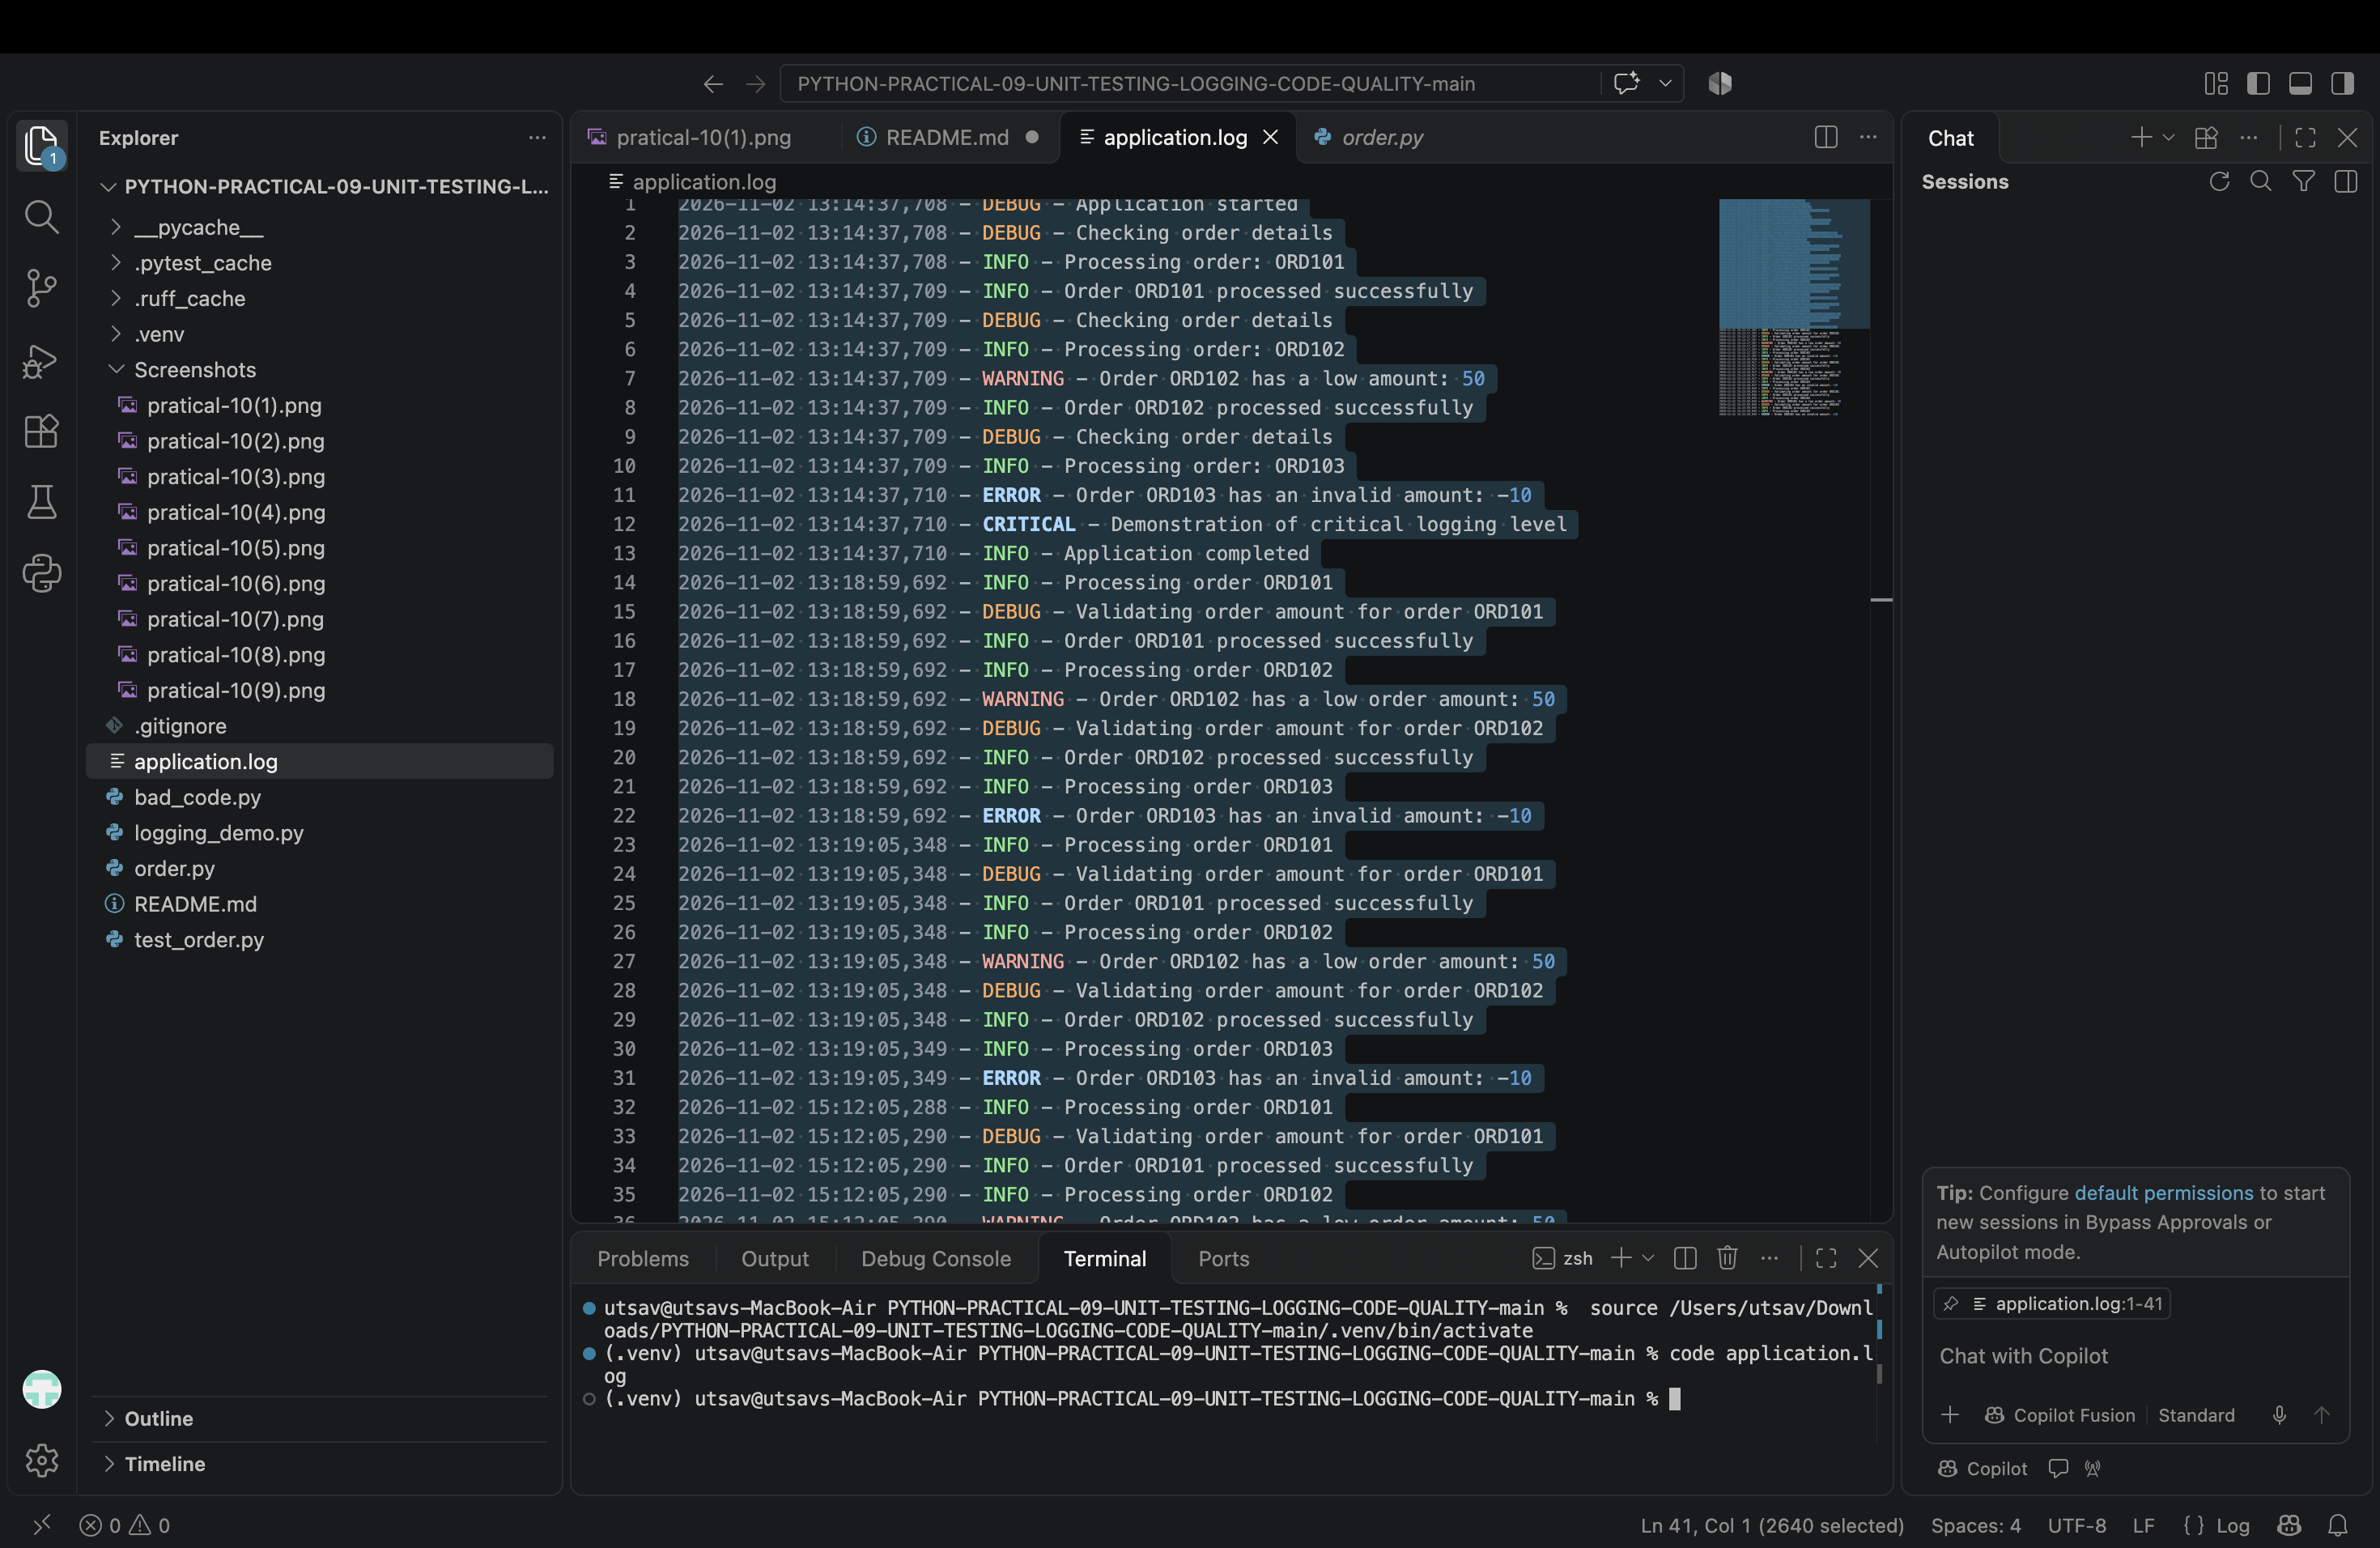 PYTHON-PRACTICAL-09-UNIT-TESTING-LOGGING-CODE-QUALITY-main
Explorer
PYTHON-PRACTICAL-09-UNIT-TESTING-L...
__pycache__
.pytest_cache
.ruff_cache
.venv
Screenshots
pratical-10(1).png
pratical-10(2).png
pratical-10(3).png
pratical-10(4).png
pratical-10(5).png
pratical-10(6).png
pratical-10(7).png
pratical-10(8).png
pratical-10(9).png
.gitignore
application.log
bad_code.py
logging_demo.py
order.py
README.md
test_order.py
Outline
Timeline
1
pratical-10(1).png README.md application.log order.py
application.log
1 2026-11-02 13:14:37,708 - DEBUG - Application started
2 2026-11-02 13:14:37,708 - DEBUG - Checking order details
3 2026-11-02 13:14:37,708 - INFO - Processing order: ORD101
4 2026-11-02 13:14:37,709 - INFO - Order ORD101 processed successfully
5 2026-11-02 13:14:37,709 - DEBUG - Checking order details
6 2026-11-02 13:14:37,709 - INFO - Processing order: ORD102
7 2026-11-02 13:14:37,709 - WARNING - Order ORD102 has a low amount: 50
8 2026-11-02 13:14:37,709 - INFO - Order ORD102 processed successfully
9 2026-11-02 13:14:37,709 - DEBUG - Checking order details
10 2026-11-02 13:14:37,709 - INFO - Processing order: ORD103
11 2026-11-02 13:14:37,710 - ERROR - Order ORD103 has an invalid amount: -10
12 2026-11-02 13:14:37,710 - CRITICAL - Demonstration of critical logging level
13 2026-11-02 13:14:37,710 - INFO - Application completed
14 2026-11-02 13:18:59,692 - INFO - Processing order ORD101
15 2026-11-02 13:18:59,692 - DEBUG - Validating order amount for order ORD101
16 2026-11-02 13:18:59,692 - INFO - Order ORD101 processed successfully
17 2026-11-02 13:18:59,692 - INFO - Processing order ORD102
18 2026-11-02 13:18:59,692 - WARNING - Order ORD102 has a low order amount: 50
19 2026-11-02 13:18:59,692 - DEBUG - Validating order amount for order ORD102
20 2026-11-02 13:18:59,692 - INFO - Order ORD102 processed successfully
21 2026-11-02 13:18:59,692 - INFO - Processing order ORD103
22 2026-11-02 13:18:59,692 - ERROR - Order ORD103 has an invalid amount: -10
23 2026-11-02 13:19:05,348 - INFO - Processing order ORD101
24 2026-11-02 13:19:05,348 - DEBUG - Validating order amount for order ORD101
25 2026-11-02 13:19:05,348 - INFO - Order ORD101 processed successfully
26 2026-11-02 13:19:05,348 - INFO - Processing order ORD102
27 2026-11-02 13:19:05,348 - WARNING - Order ORD102 has a low order amount: 50
28 2026-11-02 13:19:05,348 - DEBUG - Validating order amount for order ORD102
29 2026-11-02 13:19:05,348 - INFO - Order ORD102 processed successfully
30 2026-11-02 13:19:05,349 - INFO - Processing order ORD103
31 2026-11-02 13:19:05,349 - ERROR - Order ORD103 has an invalid amount: -10
32 2026-11-02 15:12:05,288 - INFO - Processing order ORD101
33 2026-11-02 15:12:05,290 - DEBUG - Validating order amount for order ORD101
34 2026-11-02 15:12:05,290 - INFO - Order ORD101 processed successfully
35 2026-11-02 15:12:05,290 - INFO - Processing order ORD102
36 2026-11-02 15:12:05,290 - WARNING - Order ORD102 has a low order amount: 50
Problems Output Debug Console Terminal Ports zsh
utsav@utsavs-MacBook-Air PYTHON-PRACTICAL-09-UNIT-TESTING-LOGGING-CODE-QUALITY-main % source /Users/utsav/Downl
oads/PYTHON-PRACTICAL-09-UNIT-TESTING-LOGGING-CODE-QUALITY-main/.venv/bin/activate
(.venv) utsav@utsavs-MacBook-Air PYTHON-PRACTICAL-09-UNIT-TESTING-LOGGING-CODE-QUALITY-main % code application.l
og
(.venv) utsav@utsavs-MacBook-Air PYTHON-PRACTICAL-09-UNIT-TESTING-LOGGING-CODE-QUALITY-main %
Chat
Sessions
Tip: Configure default permissions to start
new sessions in Bypass Approvals or
Autopilot mode.
application.log:1-41
Chat with Copilot
Copilot Fusion Standard
Copilot
0 0
Ln 41, Col 1 (2640 selected) Spaces: 4 UTF-8 LF {} Log